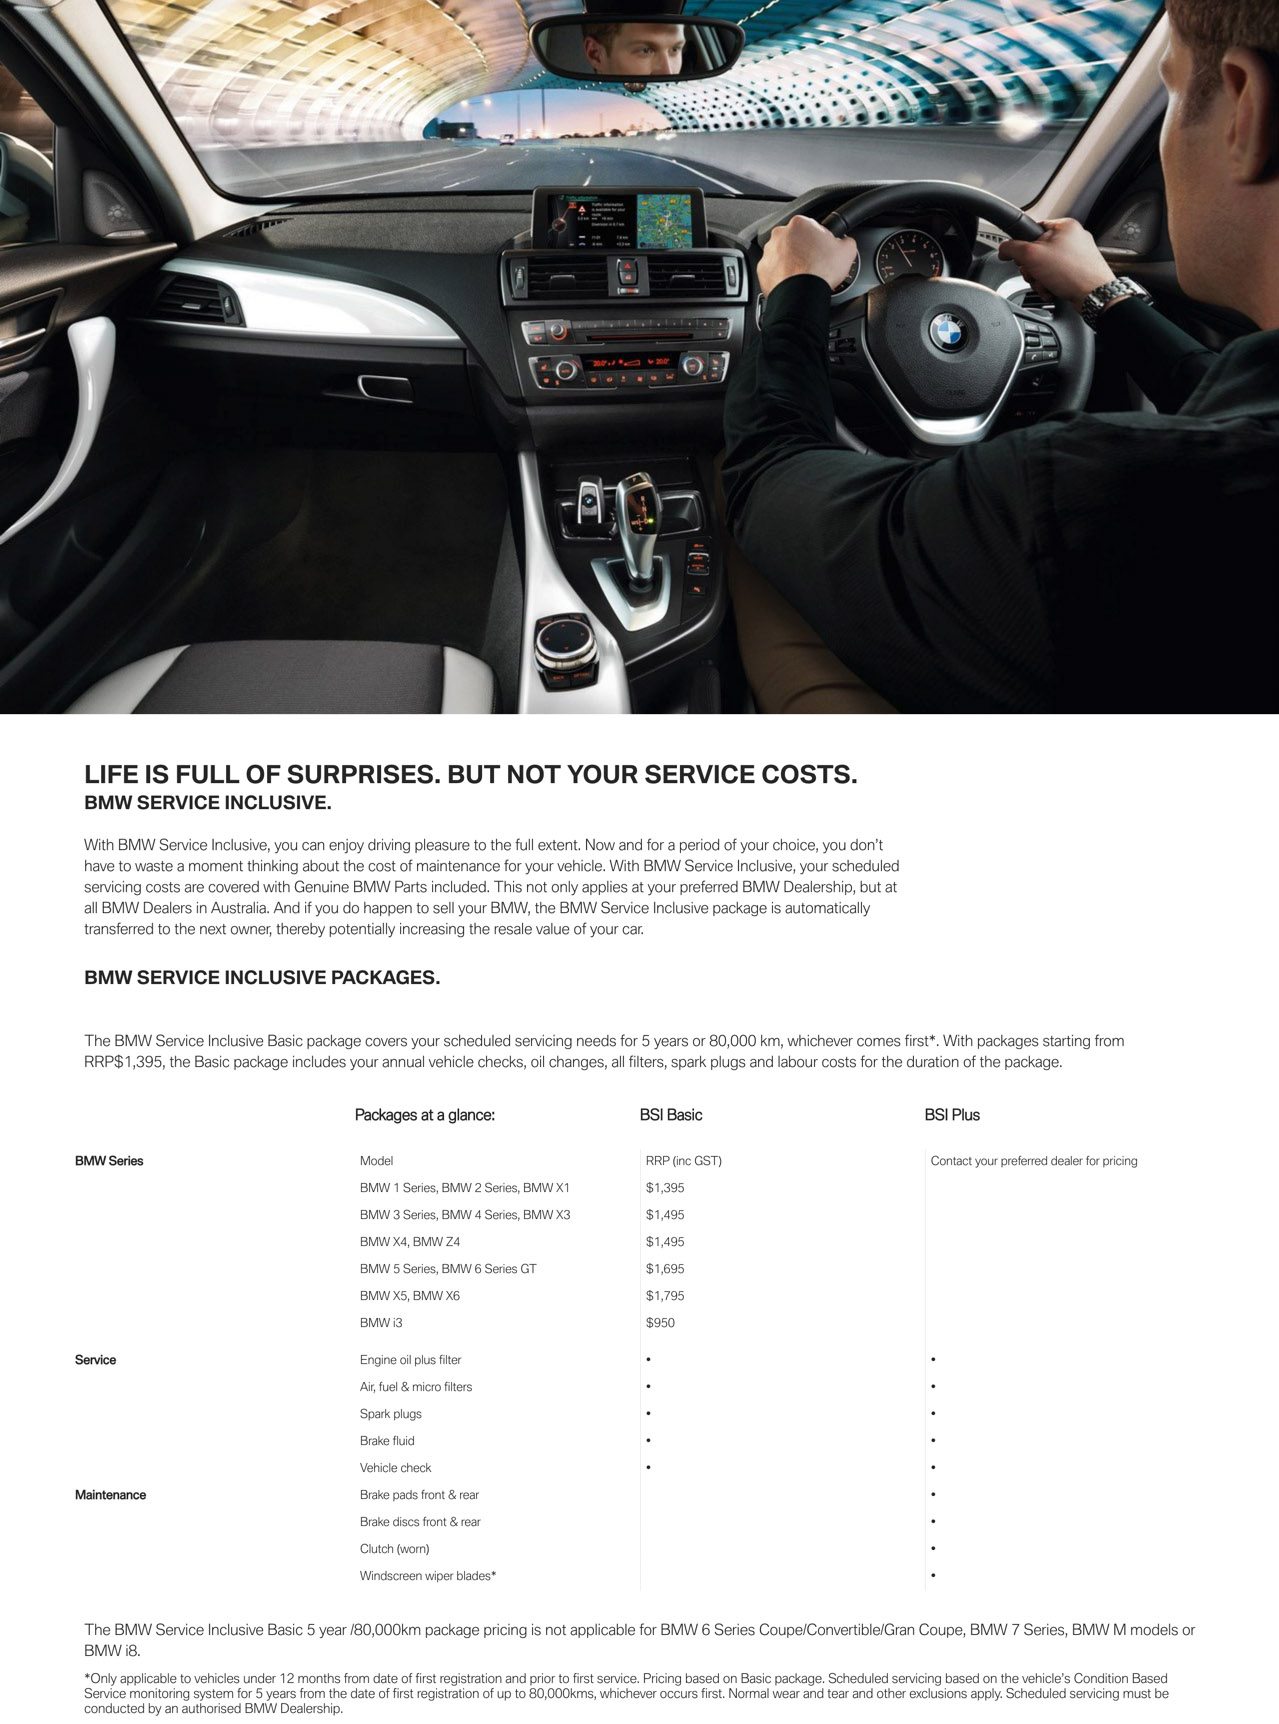 LIFE IS FULL OF SURPRISES. BUT NOT YOUR SERVICE COSTS.
BMW SERVICE INCLUSIVE.
With BMW Service Inclusive, you can enjoy driving pleasure to the full extent. Now and for a period of your choice, you don’t
have to waste a moment thinking about the cost of maintenance for your vehicle. With BMW Service Inclusive, your scheduled
servicing costs are covered with Genuine BMW Parts included. This not only applies at your preferred BMW Dealership, but at
all BMW Dealers in Australia. And if you do happen to sell your BMW, the BMW Service Inclusive package is automatically
transferred to the next owner, thereby potentially increasing the resale value of your car.
BMW SERVICE INCLUSIVE PACKAGES.
The BMW Service Inclusive Basic package covers your scheduled servicing needs for 5 years or 80,000 km, whichever comes first*. With packages starting from
RRP$1,395, the Basic package includes your annual vehicle checks, oil changes, all filters, spark plugs and labour costs for the duration of the package.
Packages at a glance: BSI Basic BSI Plus
BMW Series Model RRP (inc GST) Contact your preferred dealer for pricing
BMW 1 Series, BMW 2 Series, BMW X1 $1,395
BMW 3 Series, BMW 4 Series, BMW X3 $1,495
BMW X4, BMW Z4 $1,495
BMW 5 Series, BMW 6 Series GT $1,695
BMW X5, BMW X6 $1,795
BMW i3 $950
Service Engine oil plus filter • •
Air, fuel & micro filters • •
Spark plugs • •
Brake fluid • •
Vehicle check • •
Maintenance Brake pads front & rear •
Brake discs front & rear •
Clutch (worn) •
Windscreen wiper blades* •
The BMW Service Inclusive Basic 5 year /80,000km package pricing is not applicable for BMW 6 Series Coupe/Convertible/Gran Coupe, BMW 7 Series, BMW M models or
BMW i8.
*Only applicable to vehicles under 12 months from date of first registration and prior to first service. Pricing based on Basic package. Scheduled servicing based on the vehicle’s Condition Based
Service monitoring system for 5 years from the date of first registration of up to 80,000kms, whichever occurs first. Normal wear and tear and other exclusions apply. Scheduled servicing must be
conducted by an authorised BMW Dealership.